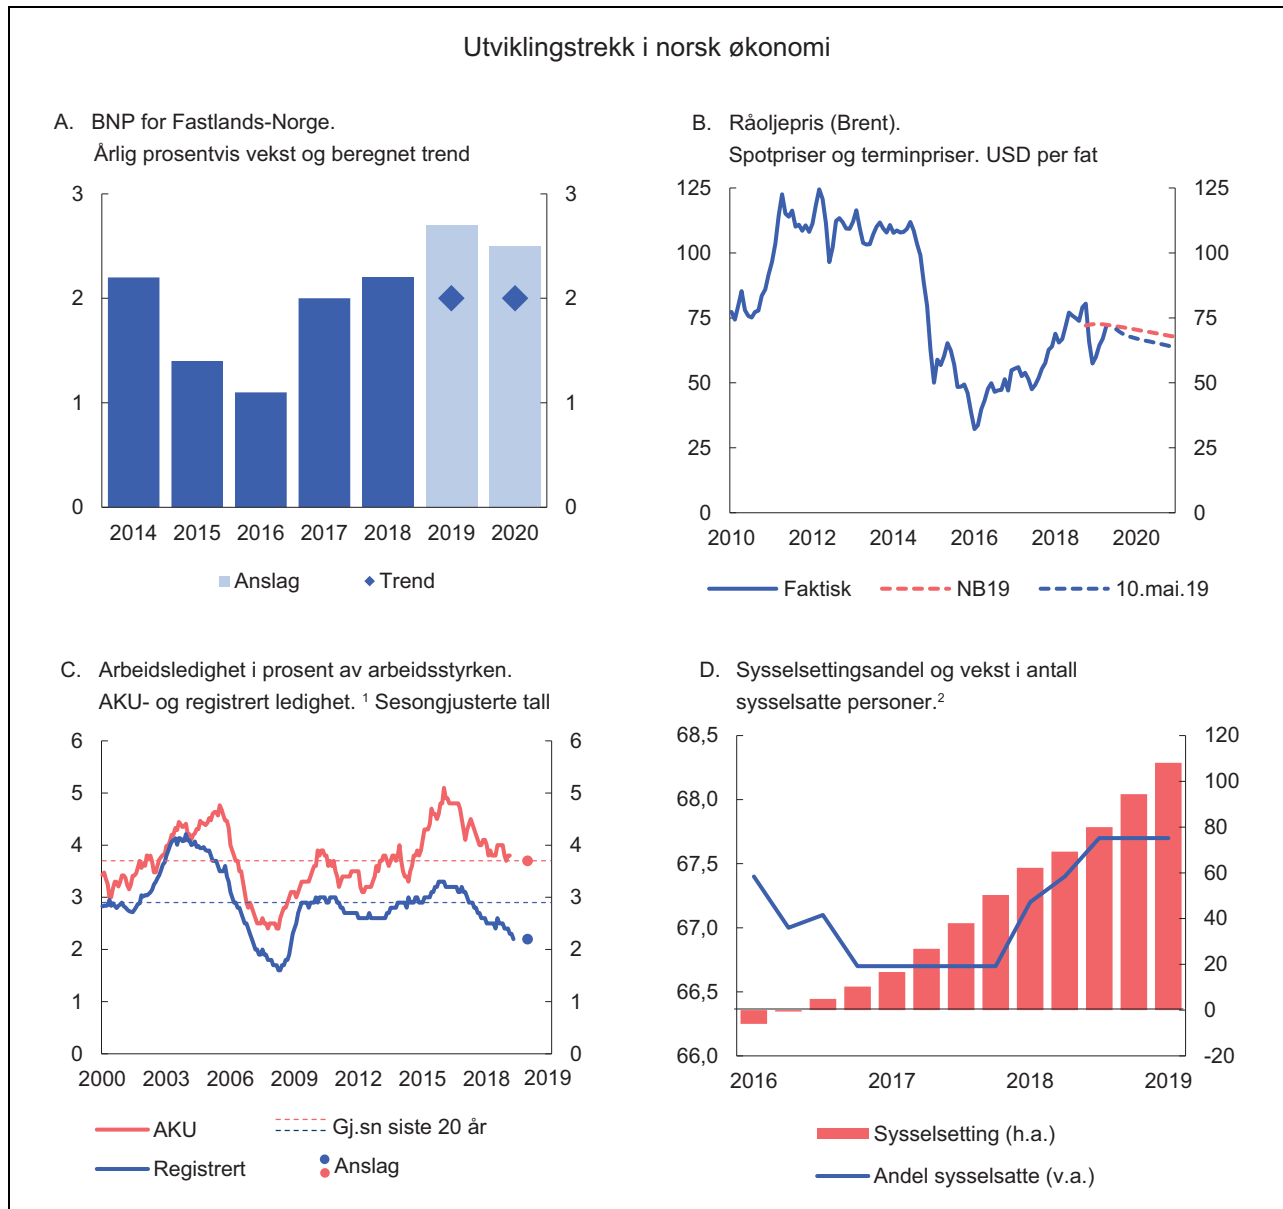 Utviklingstrekk i norsk økonomi
A. BNP for Fastlands-Norge.
Årlig prosentvis vekst og beregnet trend
3 3
2 2
1 1
0 0
2014 2015 2016 2017 2018 2019 2020
Anslag Trend
B. Råoljepris (Brent).
Spotpriser og terminpriser. USD per fat
125 125
100 100
75 75
50 50
25 25
0 0
2010 2012 2014 2016 2018 2020
Faktisk NB19 10.mai.19
C. Arbeidsledighet i prosent av arbeidsstyrken.
AKU- og registrert ledighet. ¹ Sesongjusterte tall
6 6
5 5
4 4
3 3
2 2
1 1
0 0
2000 2003 2006 2009 2012 2015 2018 2019
AKU Gj.sn siste 20 år
Registrert Anslag
D. Sysselsettingsandel og vekst i antall
sysselsatte personer.²
68,5 120
100
68,0
80
67,5
60
67,0 40
20
66,5
0
66,0 -20
2016 2017 2018 2019
Sysselsetting (h.a.)
Andel sysselsatte (v.a.)